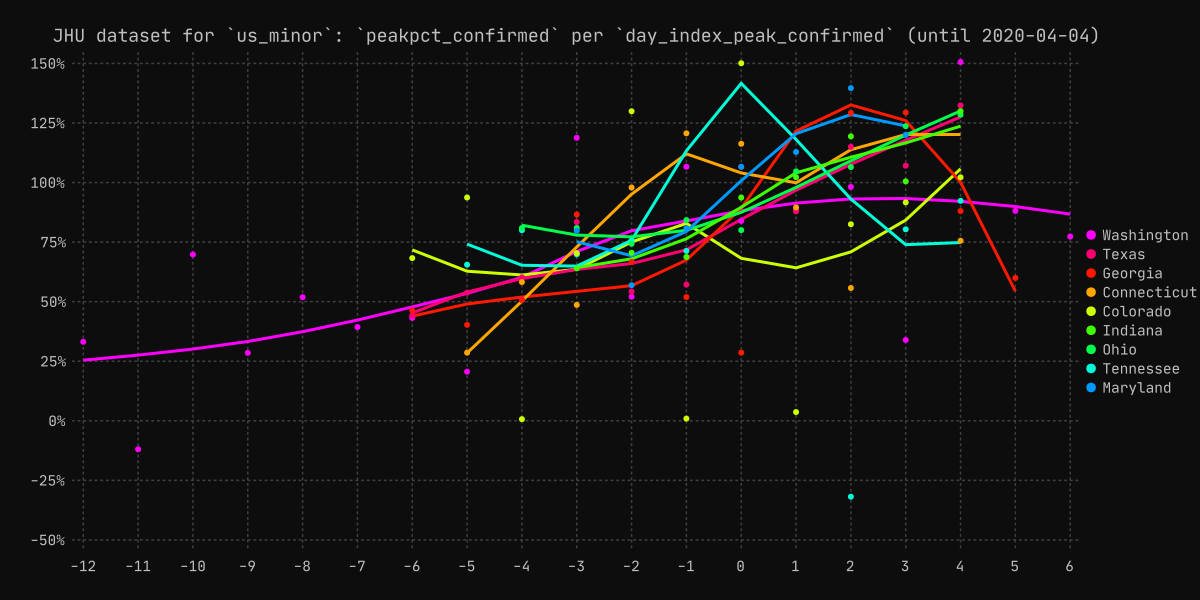 JHU dataset for `us_minor`: `peakpct_confirmed` per `day_index_peak_confirmed` (until 2020-04-04)
150%
125%
100%
75%
50%
25%
0%
-25%
-50%
-12 -11 -10 -9 -8 -7 -6 -5 -4 -3 -2 -1 0 1 2 3 4 5 6
Washington
Texas
Georgia
Connecticut
Colorado
Indiana
Ohio
Tennessee
Maryland